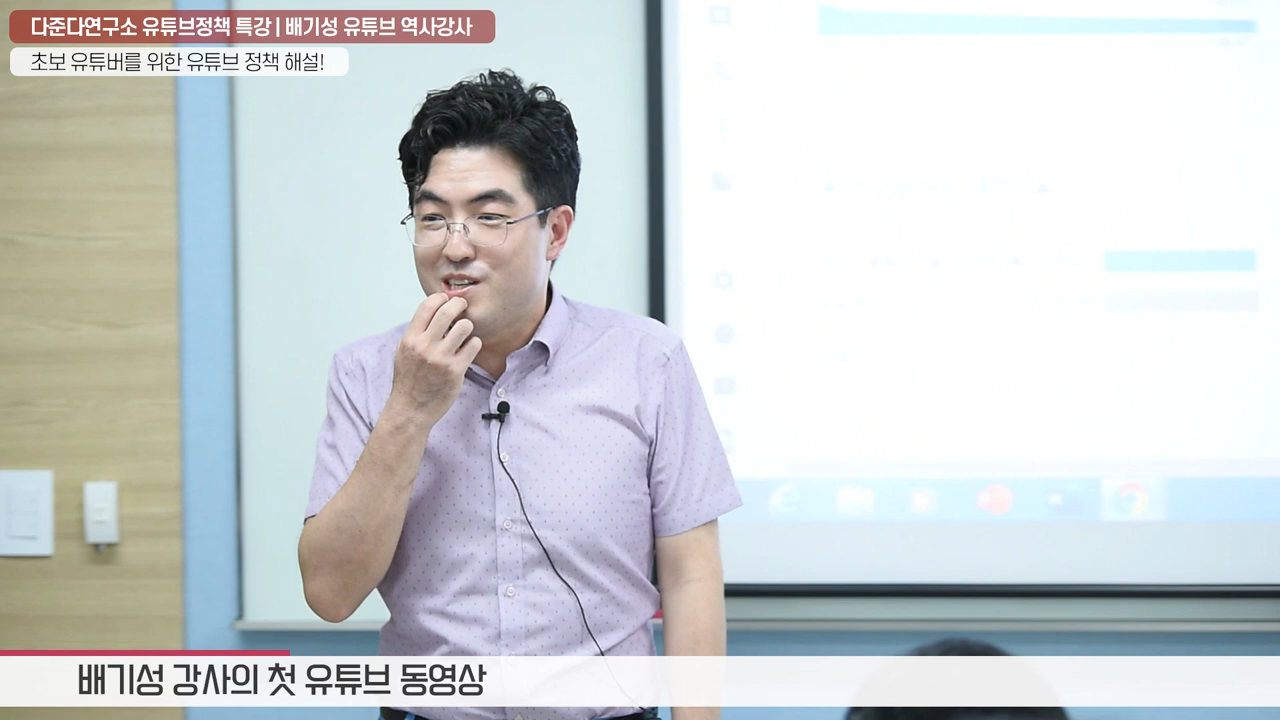 다준다연구소 유튜브정책 특강 | 배기성 유튜브 역사강사
초보 유튜버를 위한 유튜브 정책 해설!
배기성 강사의 첫 유튜브 동영상